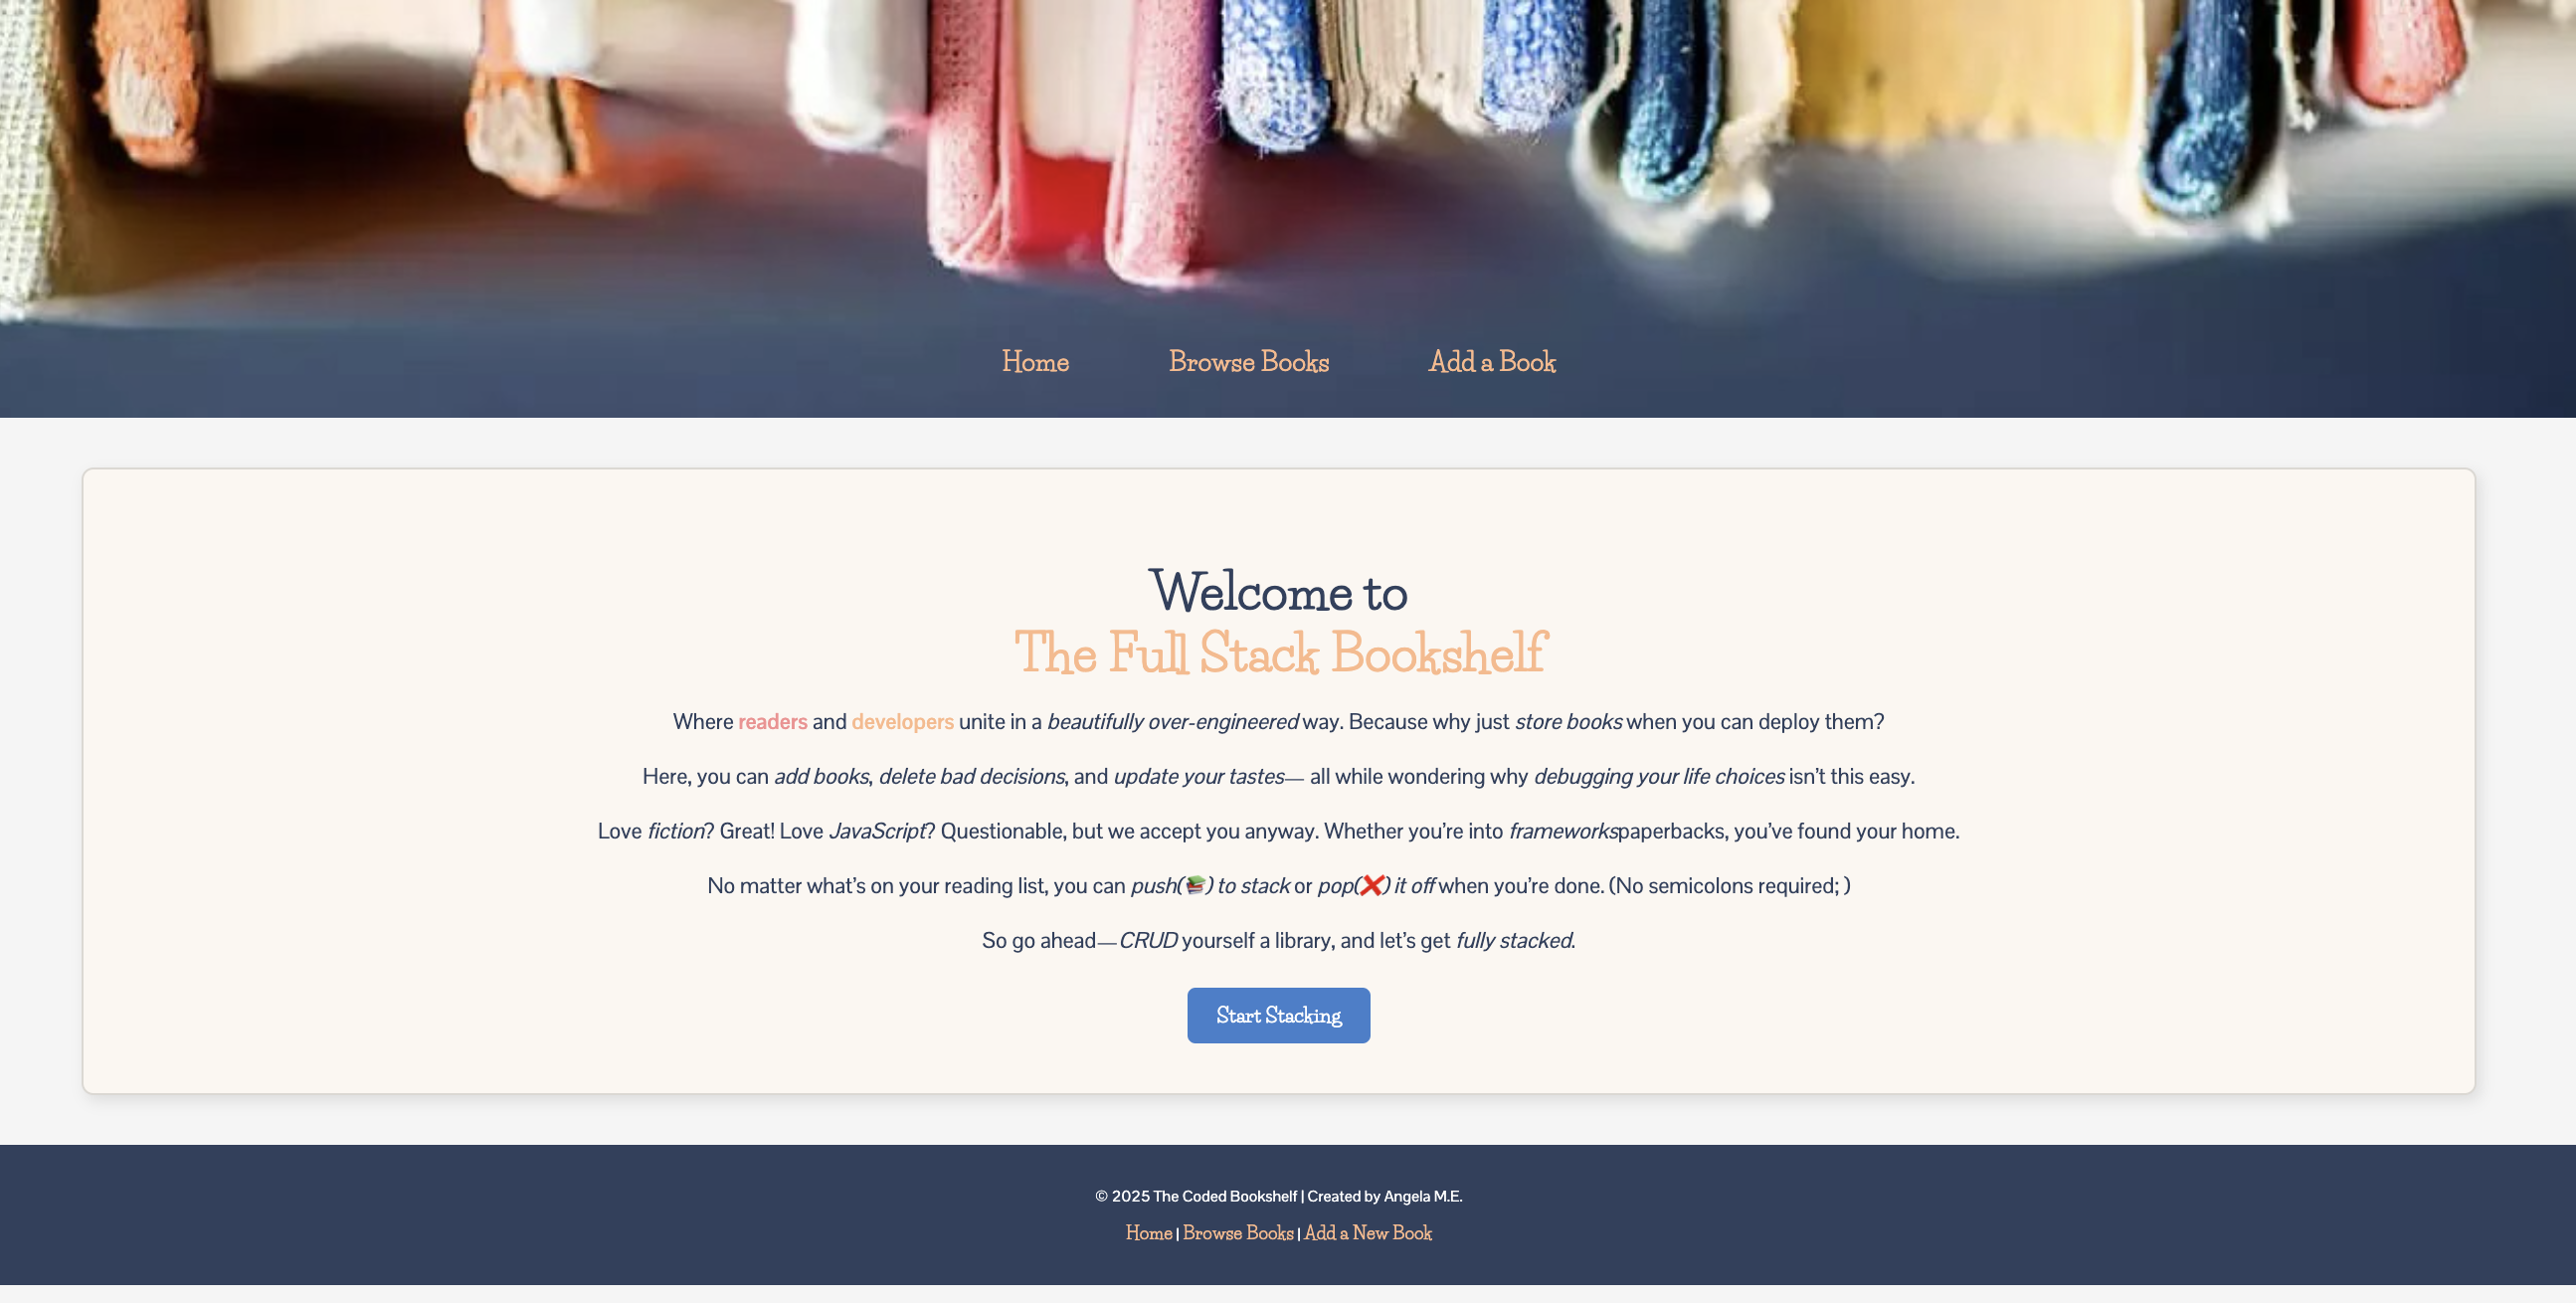 Home Browse Books Add a Book
Welcome to
The Full Stack Bookshelf
Where readers and developers unite in a beautifully over-engineered way. Because why just store books when you can deploy them?
Here, you can add books, delete bad decisions, and update your tastes— all while wondering why debugging your life choices isn’t this easy.
Love fiction? Great! Love JavaScript? Questionable, but we accept you anyway. Whether you’re into frameworkspaperbacks, you’ve found your home.
No matter what’s on your reading list, you can push(📚) to stack or pop(❌) it off when you’re done. (No semicolons required; )
So go ahead—CRUD yourself a library, and let’s get fully stacked.
Start Stacking
© 2025 The Coded Bookshelf | Created by Angela M.E.
Home | Browse Books | Add a New Book